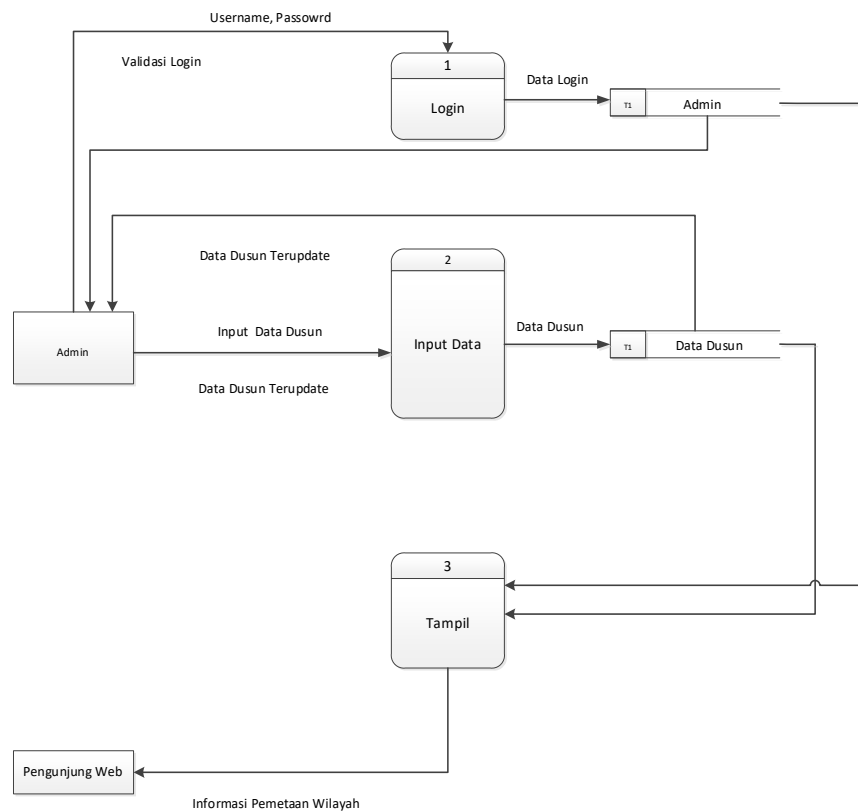 Username, Passowrd
Validasi Login
1
Login
Data Login
T1
Admin
Data Dusun Terupdate
2
Input Data
Admin
Input Data Dusun
Data Dusun
T1
Data Dusun
Data Dusun Terupdate
3
Tampil
Pengunjung Web
Informasi Pemetaan Wilayah